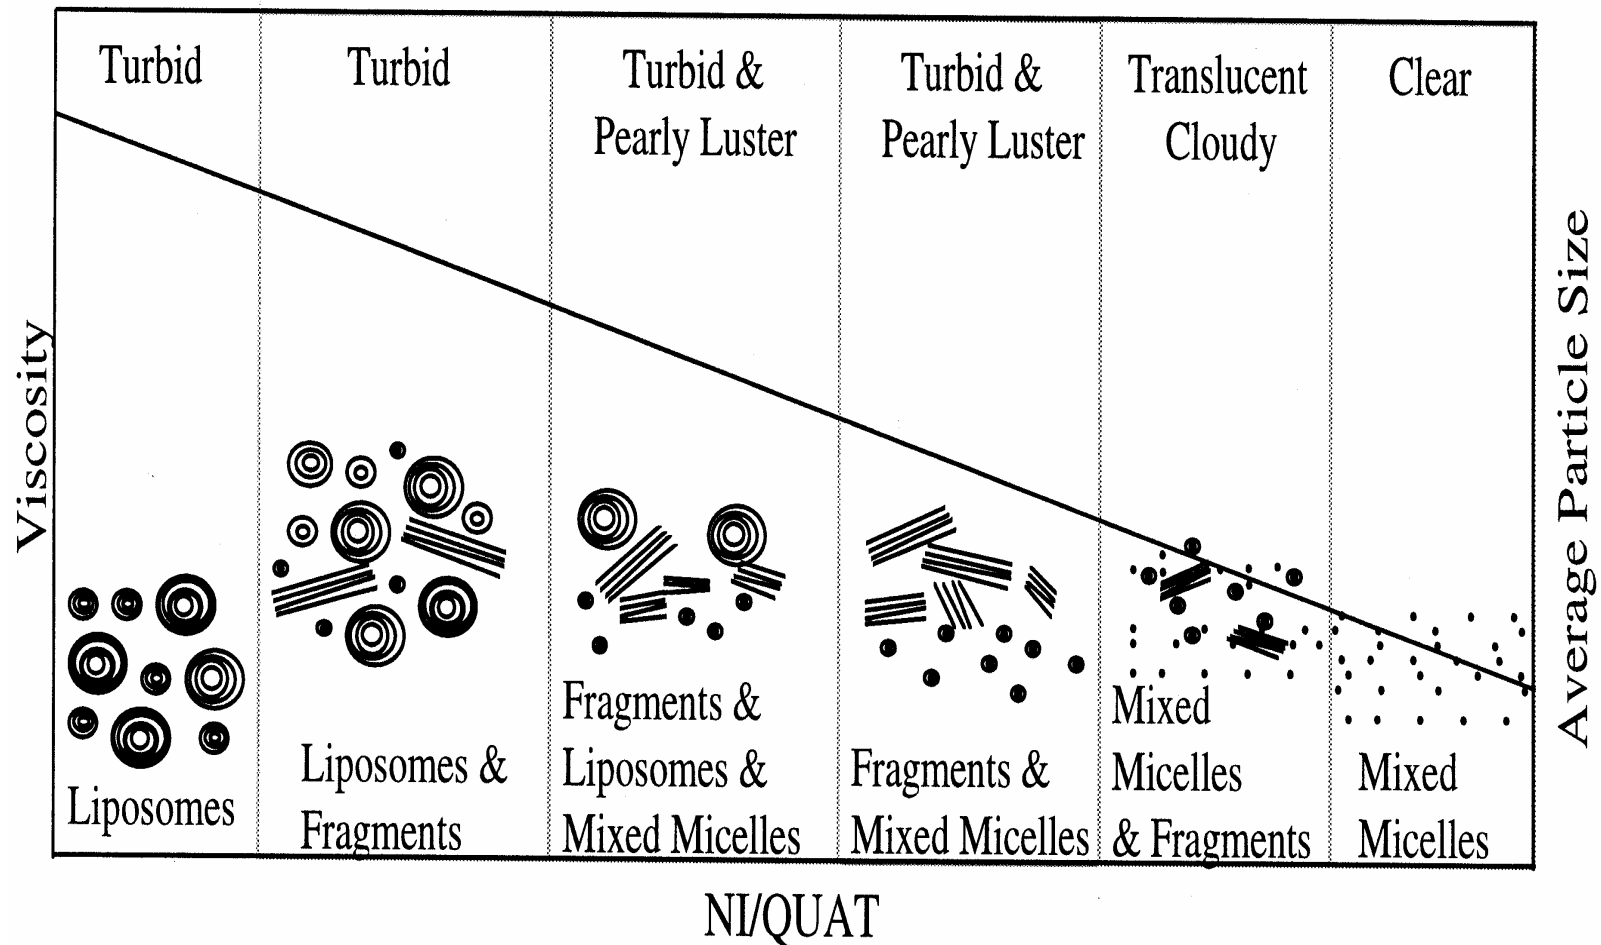 Turbid
Turbid
Turbid &
Pearly Luster
Turbid &
Pearly Luster
Translucent
Cloudy
Clear
Viscosity
Average Particle Size
Liposomes
Liposomes &
Fragments
Fragments &
Liposomes &
Mixed Micelles
Fragments &
Mixed Micelles
Mixed
Micelles
& Fragments
Mixed
Micelles
NI/QUAT